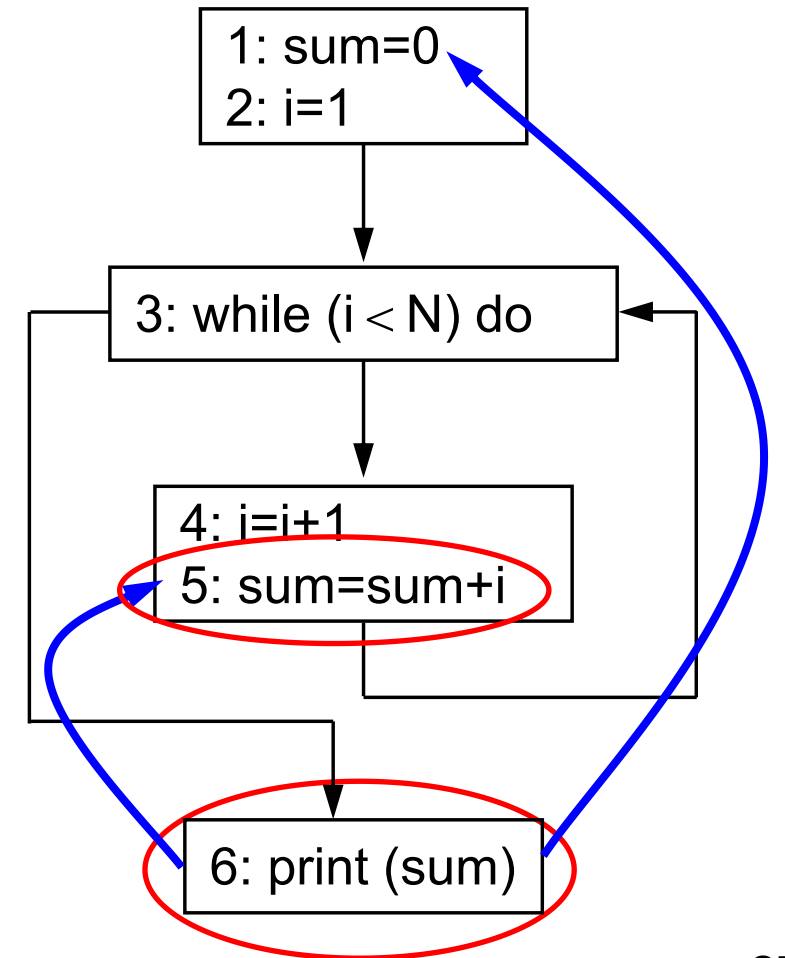 1: sum=0
2: i=1
3: while (i < N) do
4: i=i+1
5: sum=sum+i
6: print (sum)